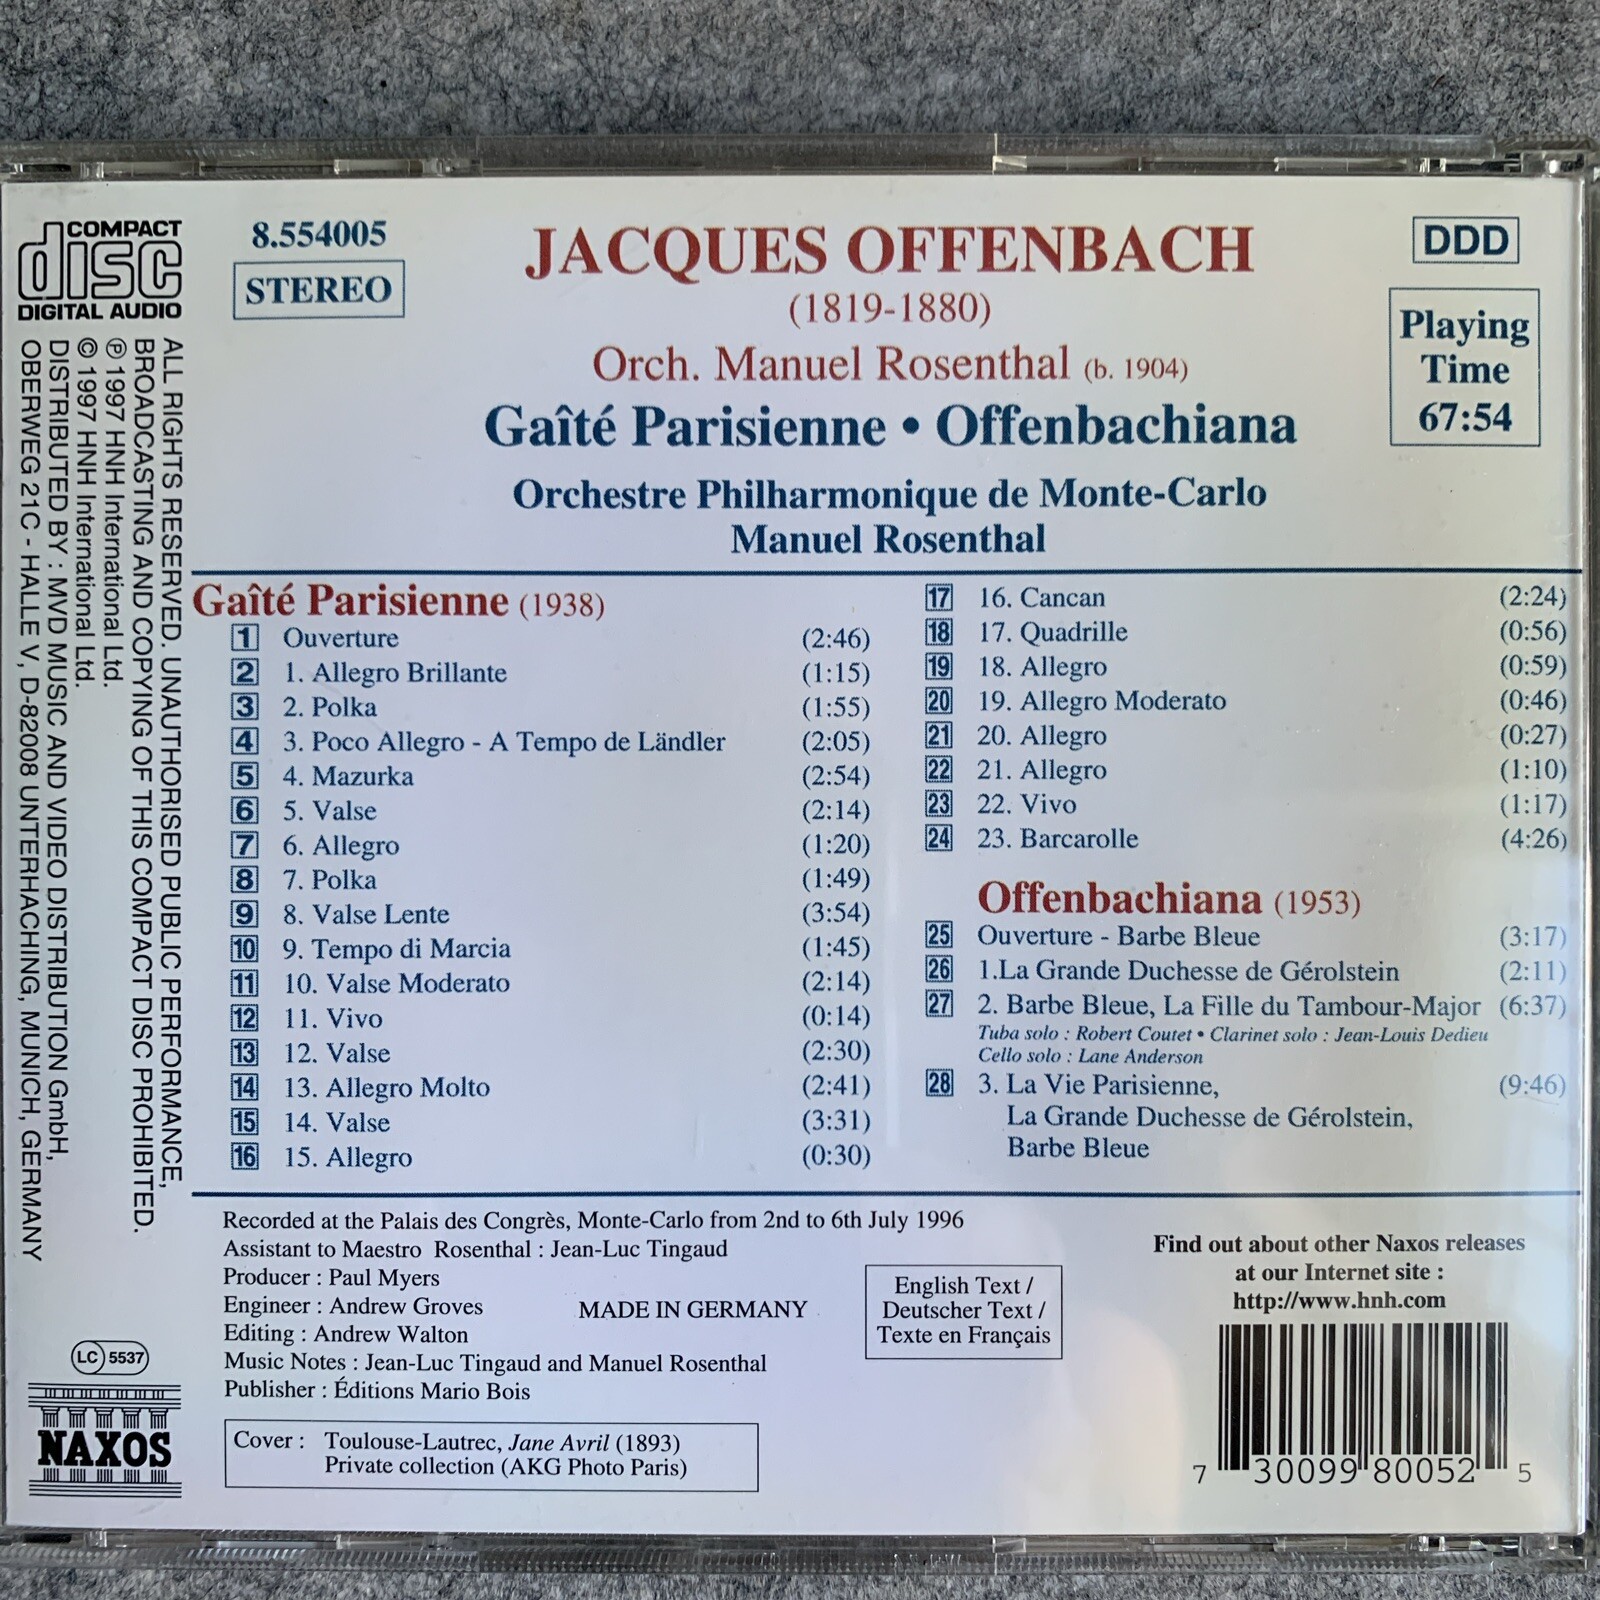 COMPACT
disc
DIGITAL AUDIO
8.554005
STEREO
JACQUES OFFENBACH
(1819-1880)
Orch. Manuel Rosenthal (b. 1904)
Gaîté Parisienne • Offenbachiana
Orchestre Philharmonique de Monte-Carlo
Manuel Rosenthal
DDD
Playing
Time
67:54
ALL RIGHTS RESERVED. UNAUTHORISED PUBLIC PERFORMANCE,
BROADCASTING AND COPYING OF THIS COMPACT DISC PROHIBITED.
℗ 1997 HNH International Ltd.
© 1997 HNH International Ltd.
DISTRIBUTED BY : MVD MUSIC AND VIDEO DISTRIBUTION GmbH,
OBERWEG 21C - HALLE V, D-82008 UNTERHACHING, MUNICH, GERMANY
Gaîté Parisienne (1938)
1 Ouverture (2:46)
2 1. Allegro Brillante (1:15)
3 2. Polka (1:55)
4 3. Poco Allegro - A Tempo de Ländler (2:05)
5 4. Mazurka (2:54)
6 5. Valse (2:14)
7 6. Allegro (1:20)
8 7. Polka (1:49)
9 8. Valse Lente (3:54)
10 9. Tempo di Marcia (1:45)
11 10. Valse Moderato (2:14)
12 11. Vivo (0:14)
13 12. Valse (2:30)
14 13. Allegro Molto (2:41)
15 14. Valse (3:31)
16 15. Allegro (0:30)
17 16. Cancan (2:24)
18 17. Quadrille (0:56)
19 18. Allegro (0:59)
20 19. Allegro Moderato (0:46)
21 20. Allegro (0:27)
22 21. Allegro (1:10)
23 22. Vivo (1:17)
24 23. Barcarolle (4:26)
Offenbachiana (1953)
25 Ouverture - Barbe Bleue (3:17)
26 1.La Grande Duchesse de Gérolstein (2:11)
27 2. Barbe Bleue, La Fille du Tambour-Major (6:37)
Tuba solo : Robert Coutet • Clarinet solo : Jean-Louis Dedieu
Cello solo : Lane Anderson
28 3. La Vie Parisienne, (9:46)
La Grande Duchesse de Gérolstein,
Barbe Bleue
Recorded at the Palais des Congrès, Monte-Carlo from 2nd to 6th July 1996
Assistant to Maestro Rosenthal : Jean-Luc Tingaud
Producer : Paul Myers
Engineer : Andrew Groves
Editing : Andrew Walton
Music Notes : Jean-Luc Tingaud and Manuel Rosenthal
Publisher : Éditions Mario Bois
MADE IN GERMANY
English Text /
Deutscher Text /
Texte en Français
Find out about other Naxos releases
at our Internet site :
http://www.hnh.com
Cover : Toulouse-Lautrec, Jane Avril (1893)
Private collection (AKG Photo Paris)
LC 5537
NAXOS
7 30099 80052 5